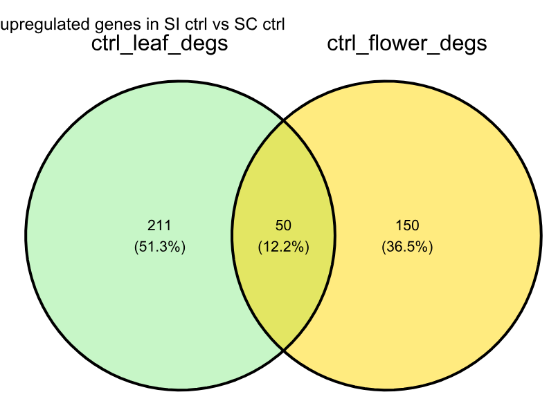 upregulated genes in SI ctrl vs SC ctrl
ctrl_leaf_degs
ctrl_flower_degs
211
(51.3%)
50
(12.2%)
150
(36.5%)